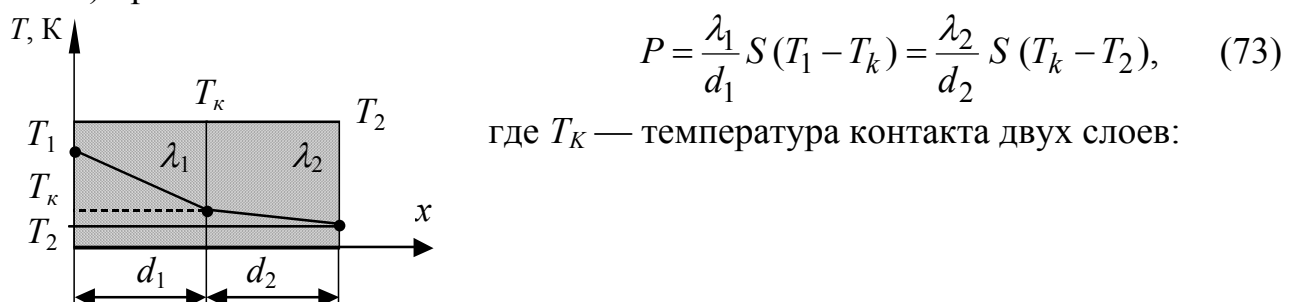 T, К
P = λ₁/d₁ S (T₁ − Tₖ) = λ₂/d₂ S (Tₖ − T₂), (73)
Tк
T₂
где T_K — температура контакта двух слоев:
T₁
λ₁ λ₂
Tк
x
T₂
d₁ d₂